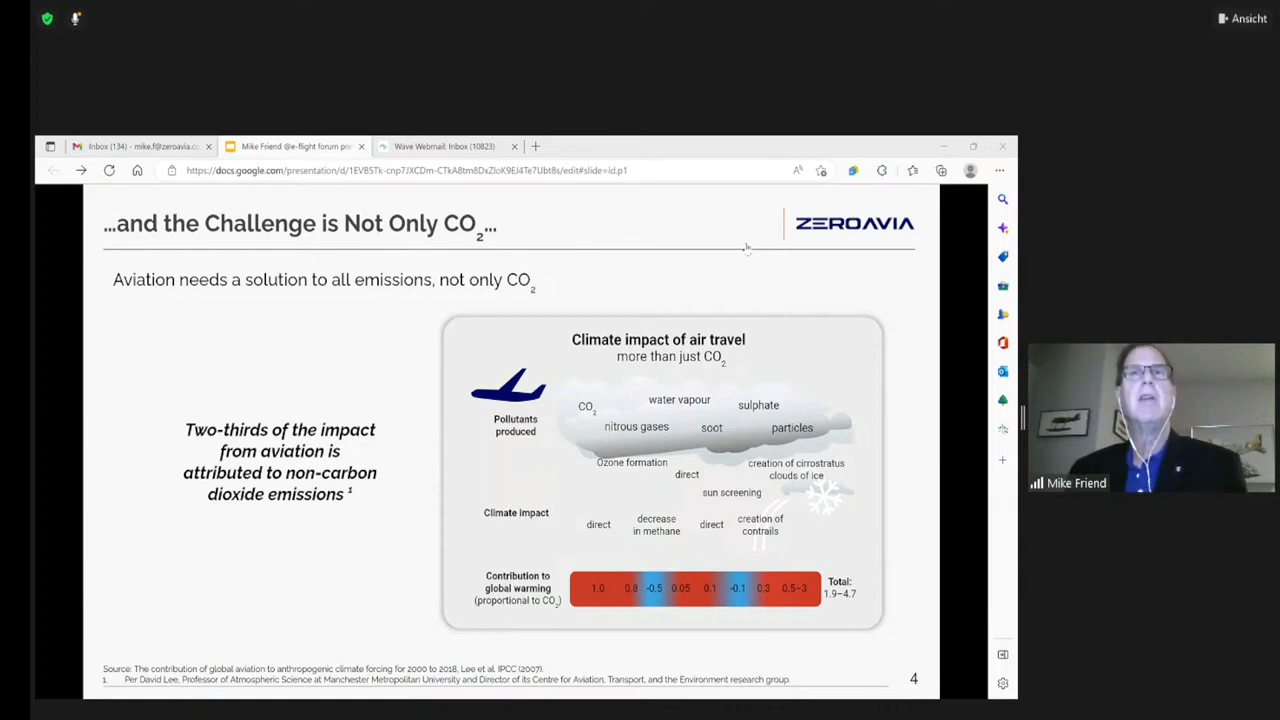 Ansicht
Inbox (134) - mike.f@zeroavia.co
Mike Friend @e-flight forum pre
Wave Webmail: Inbox (10823)
https://docs.google.com/presentation/d/1EVBSTk-cnp7JXCDm-CTkA8tm8DxZIoK9EJ4Te7Ubt8s/edit#slide=id.p1
…and the Challenge is Not Only CO2…
ZEROAVIA
Aviation needs a solution to all emissions, not only CO2
Climate impact of air travel
more than just CO2
Pollutants
produced
CO2
water vapour
sulphate
nitrous gases
soot
particles
Two-thirds of the impact
from aviation is
attributed to non-carbon
dioxide emissions 1
Ozone formation
direct
creation of cirrostratus
clouds of ice
sun screening
Climate impact
direct
decrease
in methane
direct
creation of
contrails
Contribution to
global warming
(proportional to CO2)
1.0 0.8 -0.5 0.05 0.1 -0.1 0.3 0.5–3
Total:
1.9–4.7
Mike Friend
Source: The contribution of global aviation to anthropogenic climate forcing for 2000 to 2018, Lee et al. IPCC (2007).
1. Per David Lee, Professor of Atmospheric Science at Manchester Metropolitan University and Director of its Centre for Aviation, Transport, and the Environment research group.
4